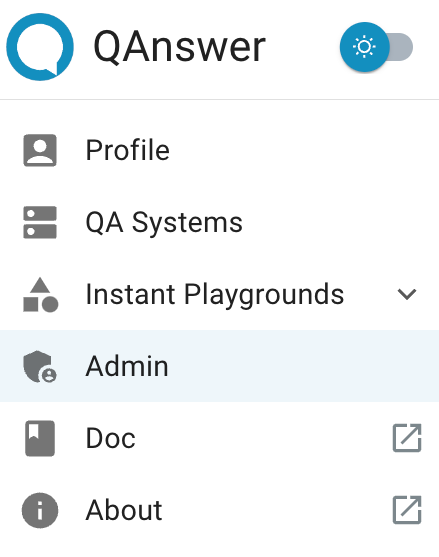 QAnswer
Profile
QA Systems
Instant Playgrounds
Admin
Doc
About